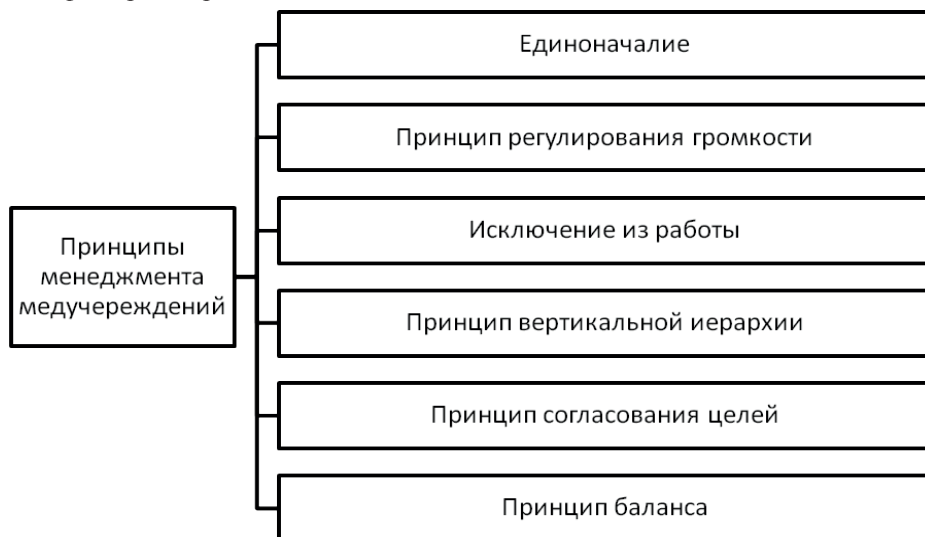 Единоначалие
Принцип регулирования громкости
Исключение из работы
Принципы
менеджмента
медучереждений
Принцип вертикальной иерархии
Принцип согласования целей
Принцип баланса